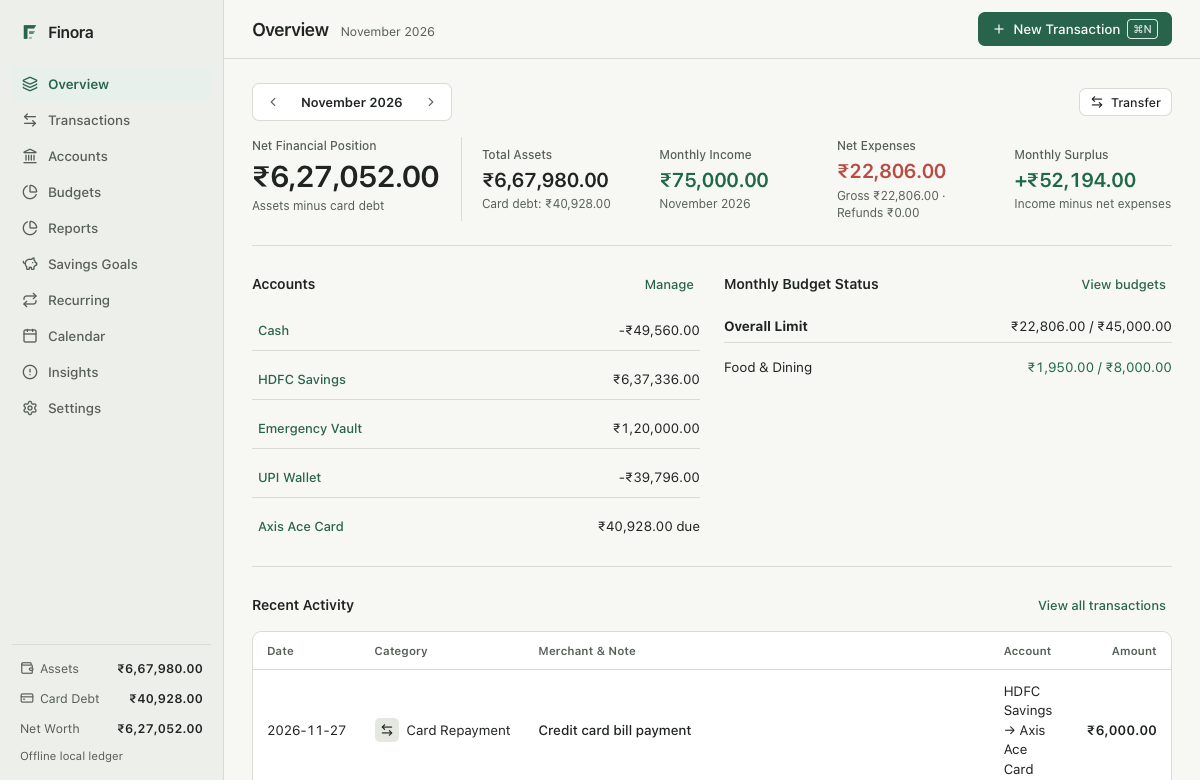 Finora
Overview
Transactions
Accounts
Budgets
Reports
Savings Goals
Recurring
Calendar
Insights
Settings
Assets ₹6,67,980.00
Card Debt ₹40,928.00
Net Worth ₹6,27,052.00
Offline local ledger
Overview November 2026
+ New Transaction ⌘N
November 2026
Transfer
Net Financial Position
₹6,27,052.00
Assets minus card debt
Total Assets
₹6,67,980.00
Card debt: ₹40,928.00
Monthly Income
₹75,000.00
November 2026
Net Expenses
₹22,806.00
Gross ₹22,806.00 ·
Refunds ₹0.00
Monthly Surplus
+₹52,194.00
Income minus net expenses
Accounts Manage
Cash -₹49,560.00
HDFC Savings ₹6,37,336.00
Emergency Vault ₹1,20,000.00
UPI Wallet -₹39,796.00
Axis Ace Card ₹40,928.00 due
Monthly Budget Status View budgets
Overall Limit ₹22,806.00 / ₹45,000.00
Food & Dining ₹1,950.00 / ₹8,000.00
Recent Activity View all transactions
Date Category Merchant & Note Account Amount
2026-11-27 Card Repayment Credit card bill payment
HDFC
Savings
→ Axis
Ace
Card
₹6,000.00